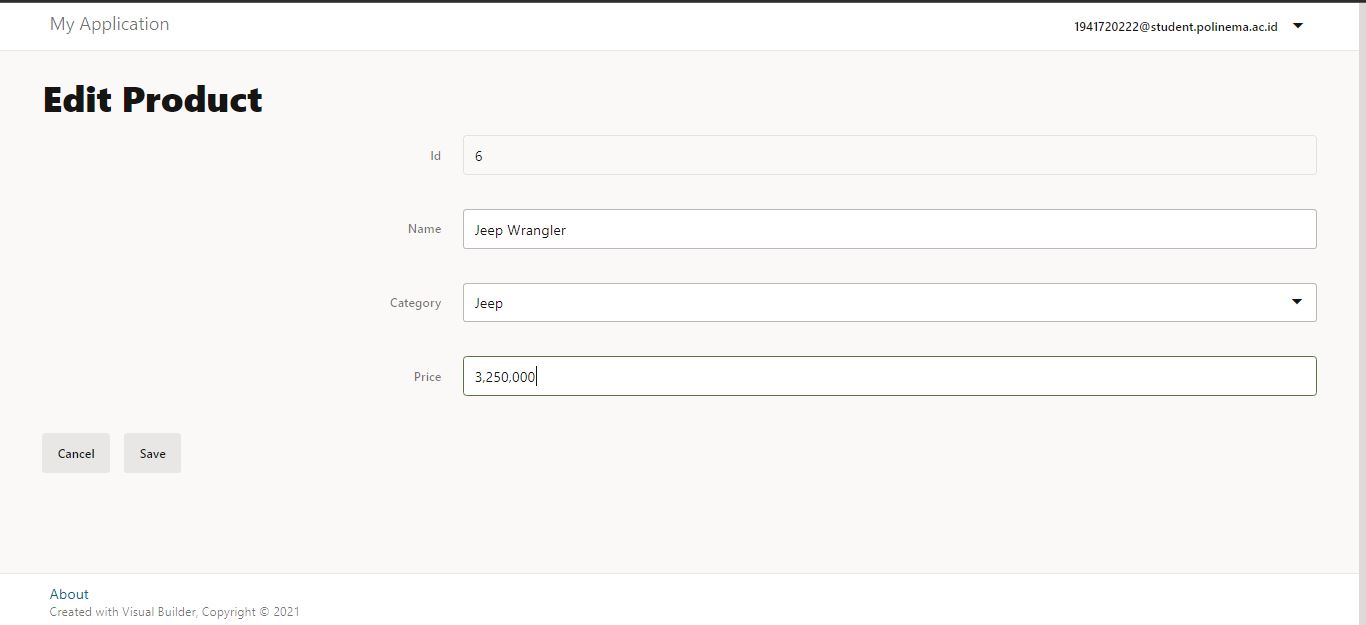 My Application
1941720222@student.polinema.ac.id
Edit Product
Id
6
Name
Jeep Wrangler
Category
Jeep
Price
3,250,000
Cancel
Save
About
Created with Visual Builder, Copyright © 2021